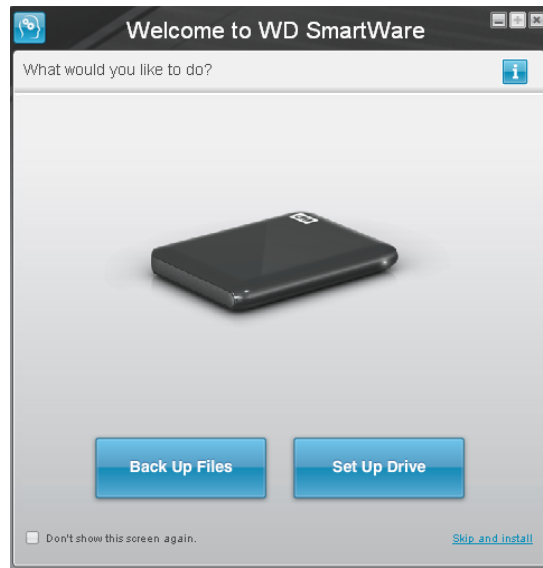 Welcome to WD SmartWare
What would you like to do?
i
WD
Back Up Files
Set Up Drive
Don't show this screen again.
Skip and install